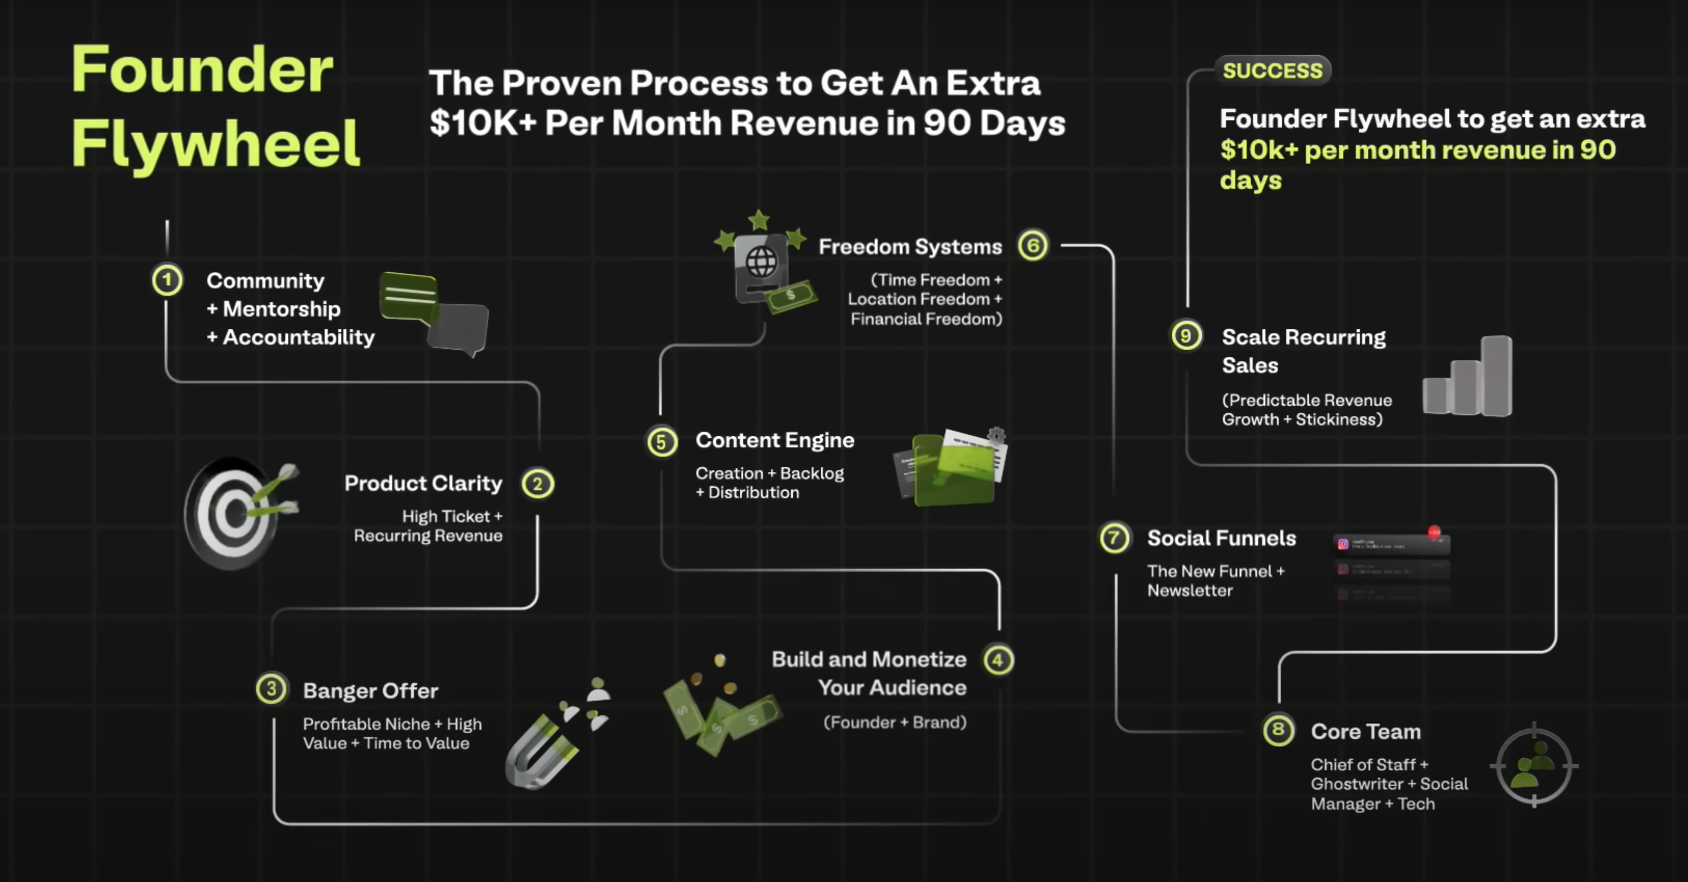 Founder
Flywheel
The Proven Process to Get An Extra
$10K+ Per Month Revenue in 90 Days
1
Community
+ Mentorship
+ Accountability
2
Product Clarity
High Ticket +
Recurring Revenue
3
Banger Offer
Profitable Niche + High
Value + Time to Value
4
Build and Monetize
Your Audience
(Founder + Brand)
5
Content Engine
Creation + Backlog
+ Distribution
6
Freedom Systems
(Time Freedom +
Location Freedom +
Financial Freedom)
7
Social Funnels
The New Funnel +
Newsletter
8
Core Team
Chief of Staff +
Ghostwriter + Social
Manager + Tech
9
Scale Recurring
Sales
(Predictable Revenue
Growth + Stickiness)
SUCCESS
Founder Flywheel to get an extra
$10k+ per month revenue in 90
days